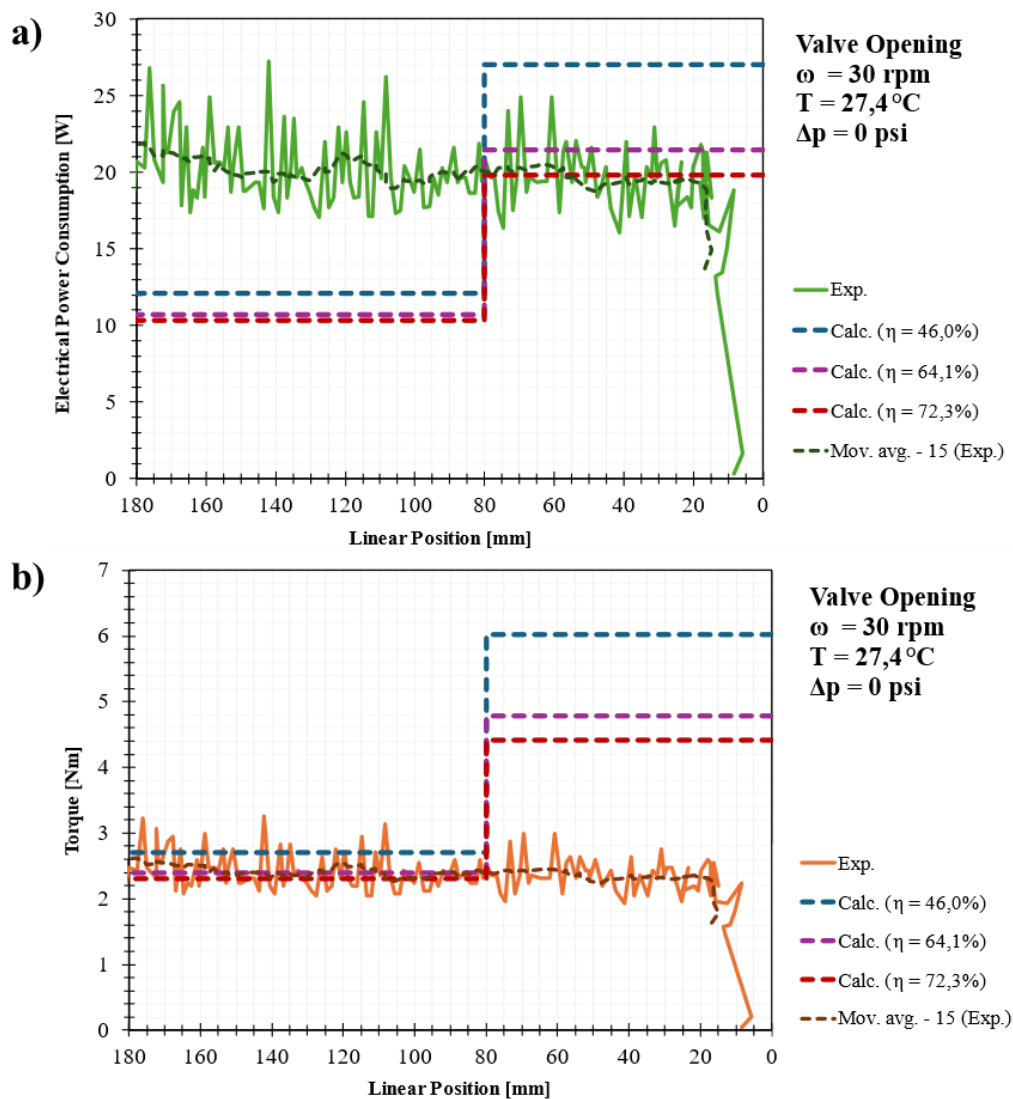 a)
Electrical Power Consumption [W]
30
25
20
15
10
5
0
180 160 140 120 100 80 60 40 20 0
Linear Position [mm]
Valve Opening
ω = 30 rpm
T = 27,4 °C
Δp = 0 psi
Exp.
Calc. (η = 46,0%)
Calc. (η = 64,1%)
Calc. (η = 72,3%)
Mov. avg. - 15 (Exp.)
b)
Torque [Nm]
7
6
5
4
3
2
1
0
180 160 140 120 100 80 60 40 20 0
Linear Position [mm]
Valve Opening
ω = 30 rpm
T = 27,4 °C
Δp = 0 psi
Exp.
Calc. (η = 46,0%)
Calc. (η = 64,1%)
Calc. (η = 72,3%)
Mov. avg. - 15 (Exp.)